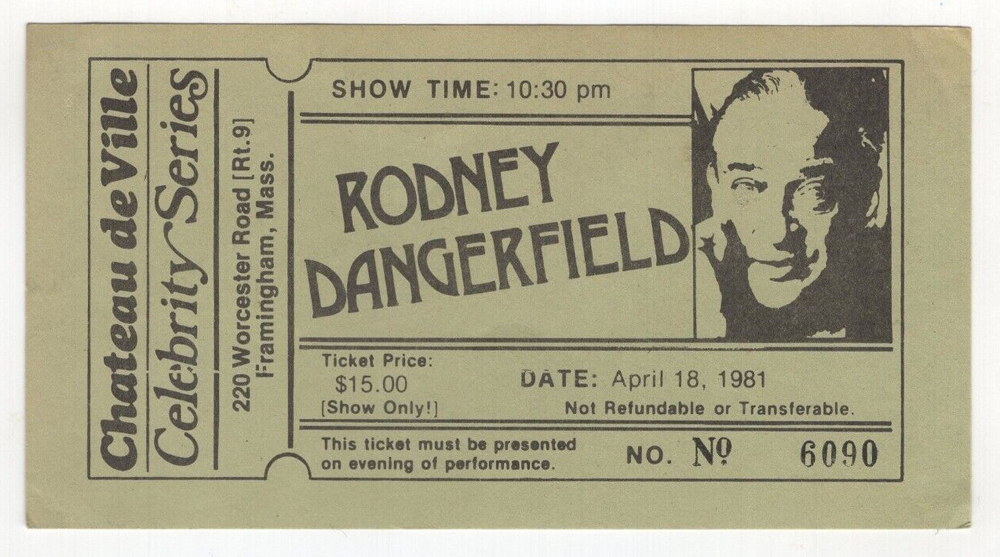 Chateau de Ville
Celebrity Series
220 Worcester Road [Rt.9]
Framingham, Mass.
SHOW TIME: 10:30 pm
RODNEY
DANGERFIELD
Ticket Price:
$15.00
[Show Only!]
DATE: April 18, 1981
Not Refundable or Transferable.
This ticket must be presented
on evening of performance.
NO. Nº 6090